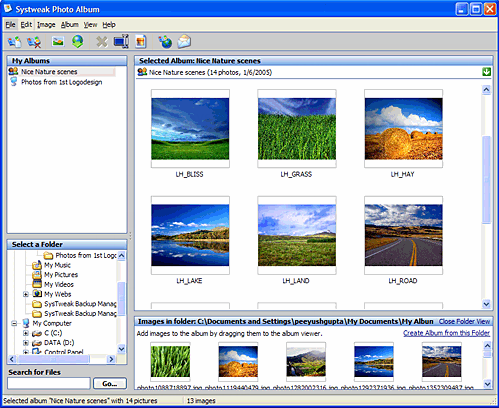 Systweak Photo Album
File Edit Image Album View Help
My Albums
Nice Nature scenes
Photos from 1st Logodesign
Selected Album: Nice Nature scenes
Nice Nature scenes (14 photos, 1/6/2005)
LH_BLISS
LH_GRASS
LH_HAY
LH_LAKE
LH_LAND
LH_ROAD
Select a Folder
Photos from 1st Logo
My Music
My Pictures
My Videos
My Webs
SysTweak Backup Manag
SysTweak Backup Manag
My Computer
C (C:)
DATA (D:)
Control Panel
Search for Files
Go...
Images in folder: C:\Documents and Settings\peeyushgupta\My Documents\My Albun
Close Folder View
Add images to the album by dragging them to the album viewer.
Create Album from this Folder
photo1088718897.jpg photo1119440479.jpg photo1282002316.jpg photo1292371936.jpg photo1352309487.jpg
Selected album "Nice Nature scenes" with 14 pictures
13 images